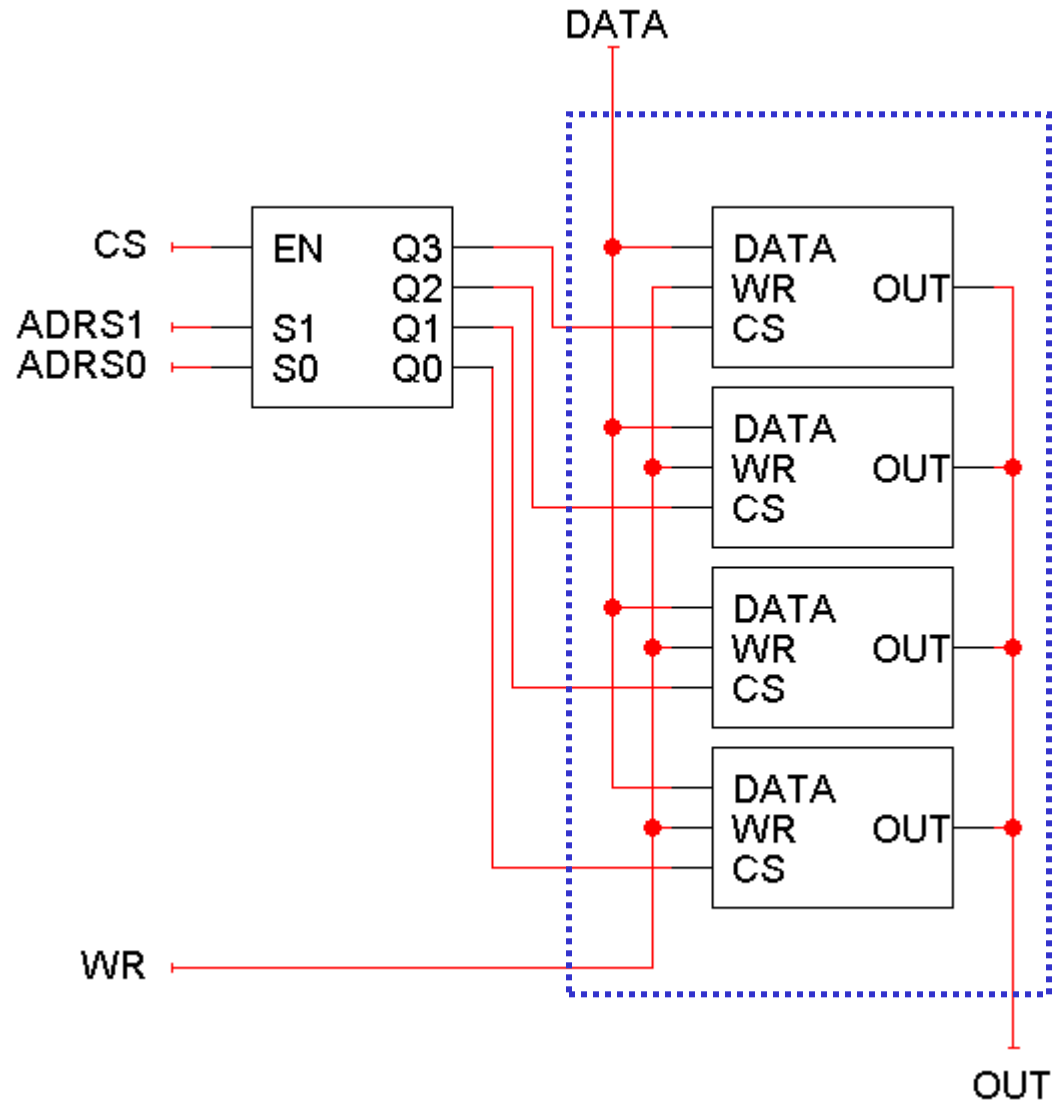 DATA
CS
ADRS1
ADRS0
EN Q3
Q2
S1 Q1
S0 Q0
DATA
WR OUT
CS
DATA
WR OUT
CS
DATA
WR OUT
CS
DATA
WR OUT
CS
WR
OUT